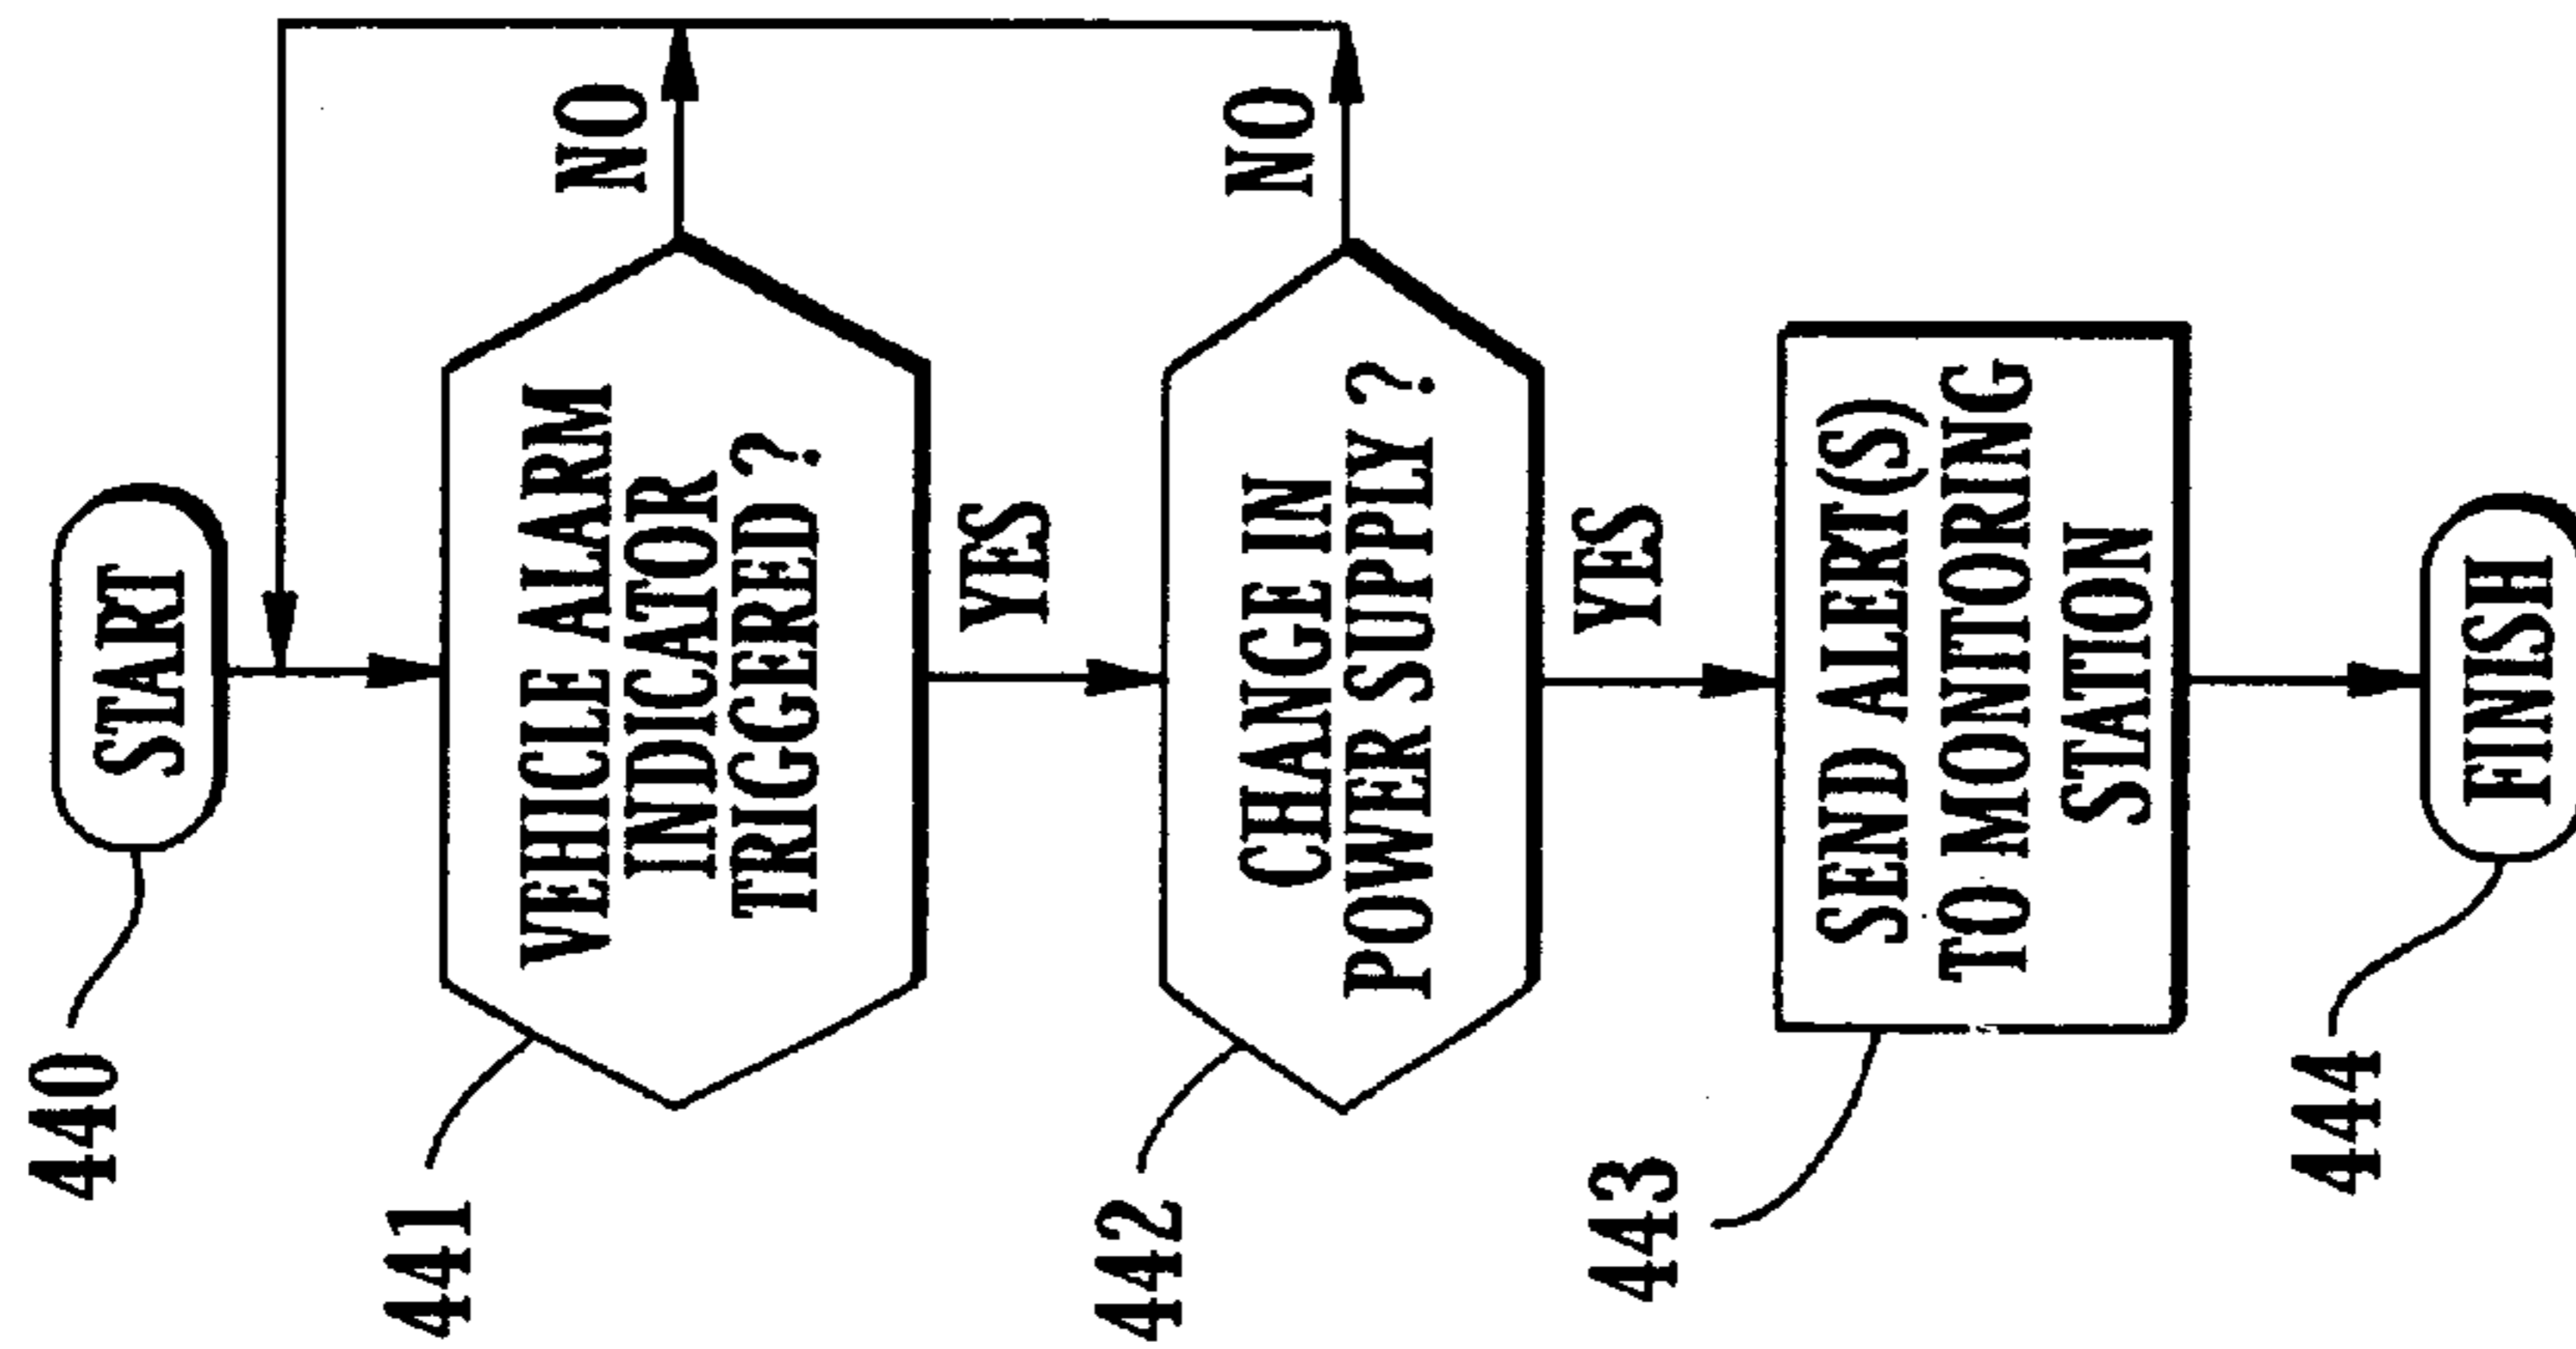 440
START
441
VEHICLE ALARM
INDICATOR
TRIGGERED ?
NO
YES
442
CHANGE IN
POWER SUPPLY ?
NO
YES
443
SEND ALERT(S)
TO MONITORING
STATION
444
FINISH